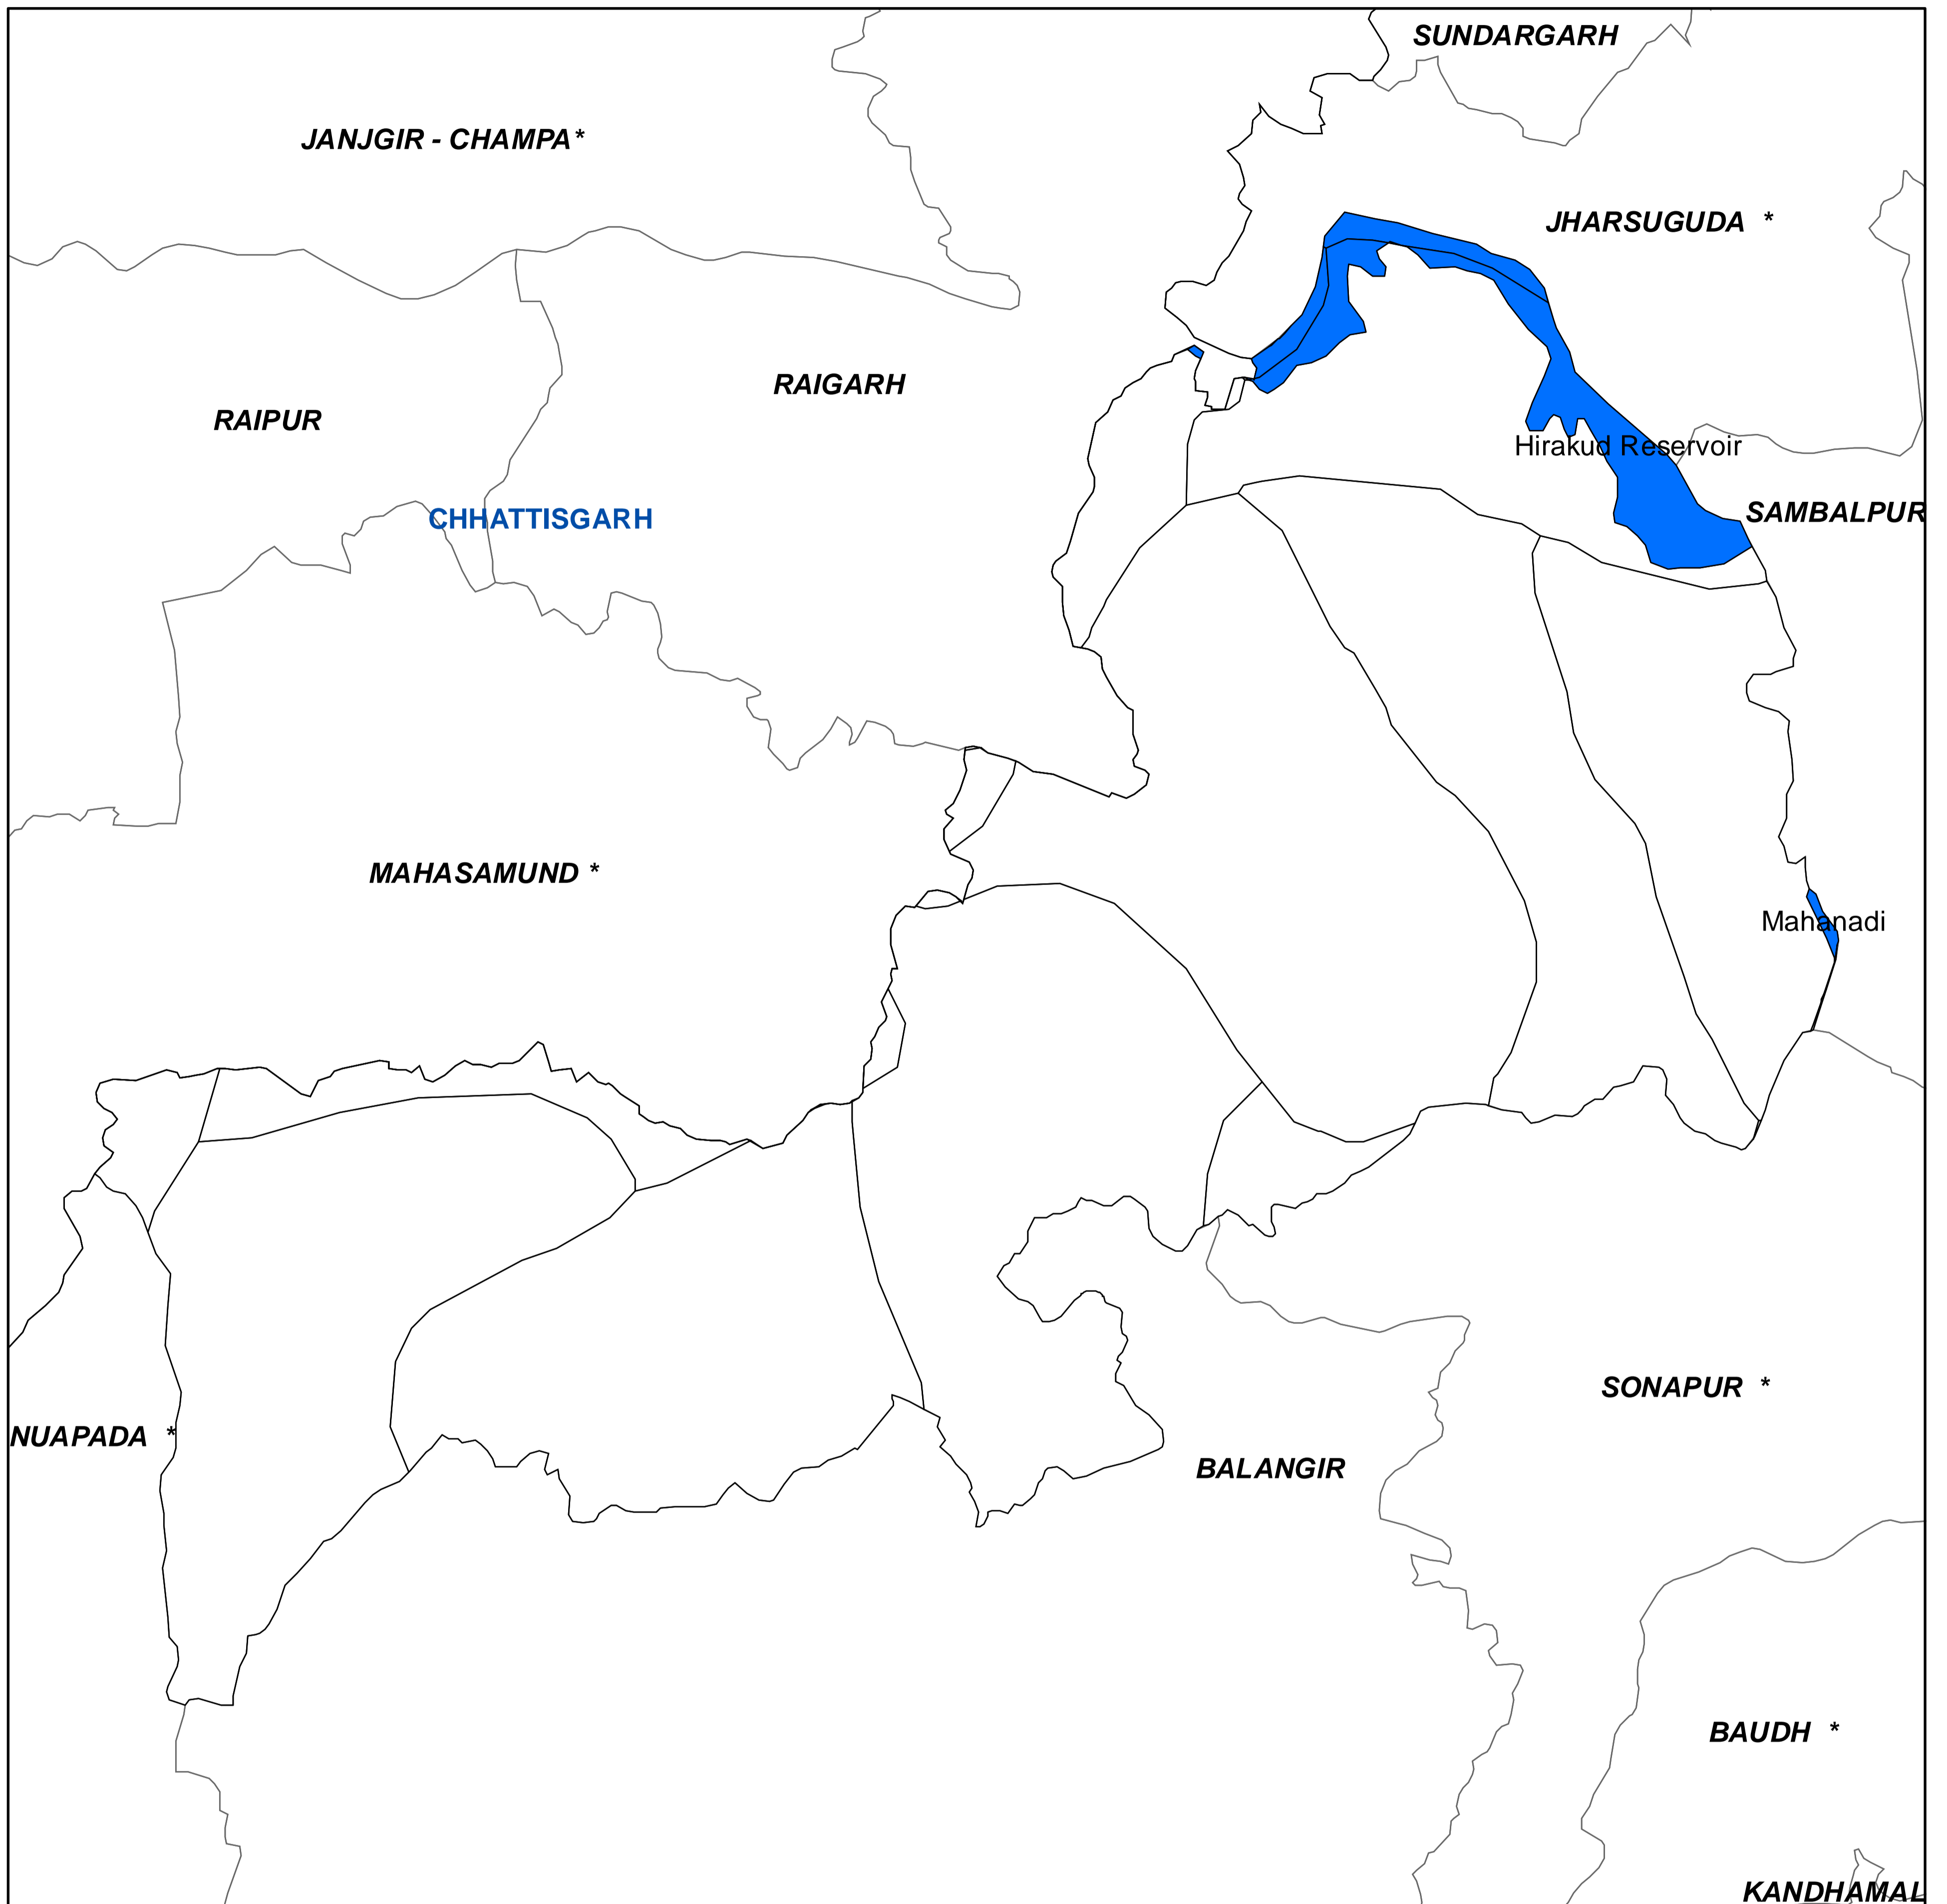 SUNDARGARH
JANJGIR - CHAMPA*
JHARSUGUDA *
RAIGARH
RAIPUR
Hirakud Reservoir
SAMBALPUR
CHHATTISGARH
MAHASAMUND *
Mahanadi
SONAPUR *
NUAPADA *
BALANGIR
BAUDH *
KANDHAMAL